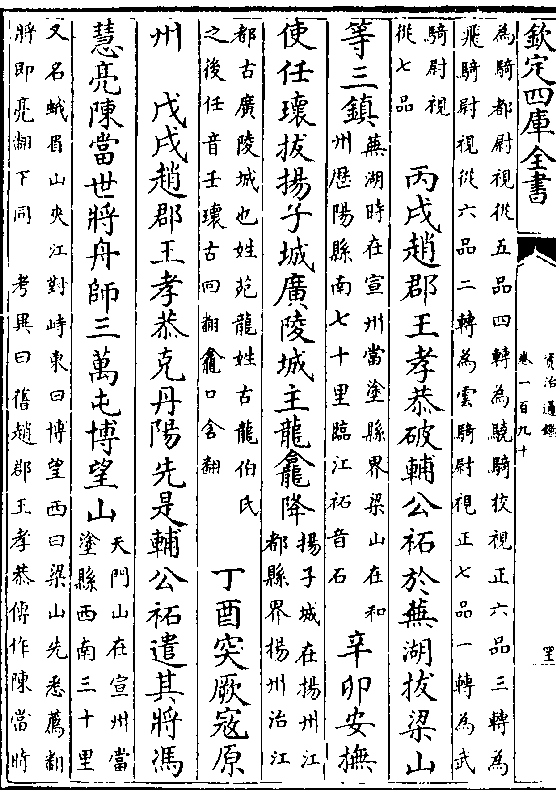 欽定四庫全書
資治通鑑
卷一百九十
為騎都尉視從五品四轉為驍騎校視正六品三轉為
飛騎尉視從六品二轉為雲騎尉視正七品一轉為武
騎尉視
從七品
丙戌趙郡王孝恭破輔公祏於蕪湖拔梁山
等三鎮
蕪湖時在宣州當塗縣界梁山在和
州歷陽縣南七十里臨江祏音石
辛卯安撫
使任瓌拔揚子城廣陵城主龍龕降
揚子城在揚州江
都縣界揚州治江
都古廣陵城也姓苑龍姓古龍伯氏
之後任音壬瓌古回翻龕口含翻
丁酉突厥寇原
州
戊戌趙郡王孝恭克丹陽先是輔公祏遣其將馮
慧亮陳當世將舟師三萬屯博望山
天門山在宣州當
塗縣西南三十里
又名蛾眉山夾江對峙東曰博望西曰梁山先悉薦翻
將即亮翻下同
考異曰舊趙郡王孝恭傳作陳當時